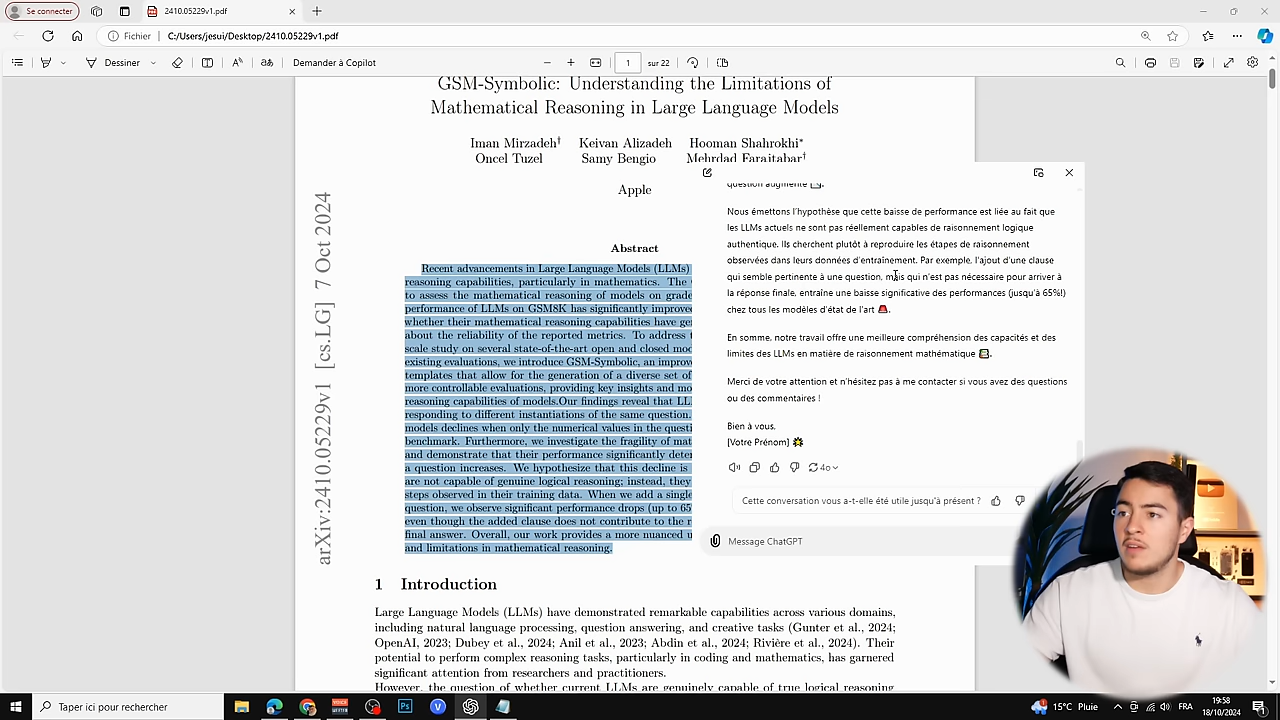 Se connecter
2410.05229v1.pdf
Fichier
C:/Users/jesui/Desktop/2410.05229v1.pdf
Dessiner
Demander à Copilot
1
sur 22
GSM-Symbolic: Understanding the Limitations of
Mathematical Reasoning in Large Language Models
Iman Mirzadeh† Keivan Alizadeh Hooman Shahrokhi*
Oncel Tuzel Samy Bengio Mehrdad Farajtabar†
Apple
arXiv:2410.05229v1 [cs.LG] 7 Oct 2024
Abstract
Recent advancements in Large Language Models (LLMs)
reasoning capabilities, particularly in mathematics. The
to assess the mathematical reasoning of models on grade
performance of LLMs on GSM8K has significantly improve
whether their mathematical reasoning capabilities have ge
about the reliability of the reported metrics. To address
scale study on several state-of-the-art open and closed mod
existing evaluations, we introduce GSM-Symbolic, an improv
templates that allow for the generation of a diverse set of
more controllable evaluations, providing key insights and mo
reasoning capabilities of models.Our findings reveal that LL
responding to different instantiations of the same question.
models declines when only the numerical values in the questi
benchmark. Furthermore, we investigate the fragility of mat
and demonstrate that their performance significantly deter
a question increases. We hypothesize that this decline is
are not capable of genuine logical reasoning; instead, they
steps observed in their training data. When we add a single
question, we observe significant performance drops (up to 65
even though the added clause does not contribute to the r
final answer. Overall, our work provides a more nuanced u
and limitations in mathematical reasoning.
1 Introduction
Large Language Models (LLMs) have demonstrated remarkable capabilities across various domains,
including natural language processing, question answering, and creative tasks (Gunter et al., 2024;
OpenAI, 2023; Dubey et al., 2024; Anil et al., 2023; Abdin et al., 2024; Rivière et al., 2024). Their
potential to perform complex reasoning tasks, particularly in coding and mathematics, has garnered
significant attention from researchers and practitioners.
However, the question of whether current LLMs are genuinely capable of true logical reasoning
question augmente
Nous émettons l'hypothèse que cette baisse de performance est liée au fait que
les LLMs actuels ne sont pas réellement capables de raisonnement logique
authentique. Ils cherchent plutôt à reproduire les étapes de raisonnement
observées dans leurs données d'entraînement. Par exemple, l'ajout d'une clause
qui semble pertinente à une question, mais qui n'est pas nécessaire pour arriver à
la réponse finale, entraîne une baisse significative des performances (jusqu'à 65%!)
chez tous les modèles d'état de l'art 🚨.
En somme, notre travail offre une meilleure compréhension des capacités et des
limites des LLMs en matière de raisonnement mathématique
Merci de votre attention et n'hésitez pas à me contacter si vous avez des questions
ou des commentaires !
Bien à vous,
[Votre Prénom] 🌟
4o
Cette conversation vous a-t-elle été utile jusqu'à présent ?
Message ChatGPT
Taper ici pour rechercher
15°C Pluie
FRA
19:58
18/10/2024